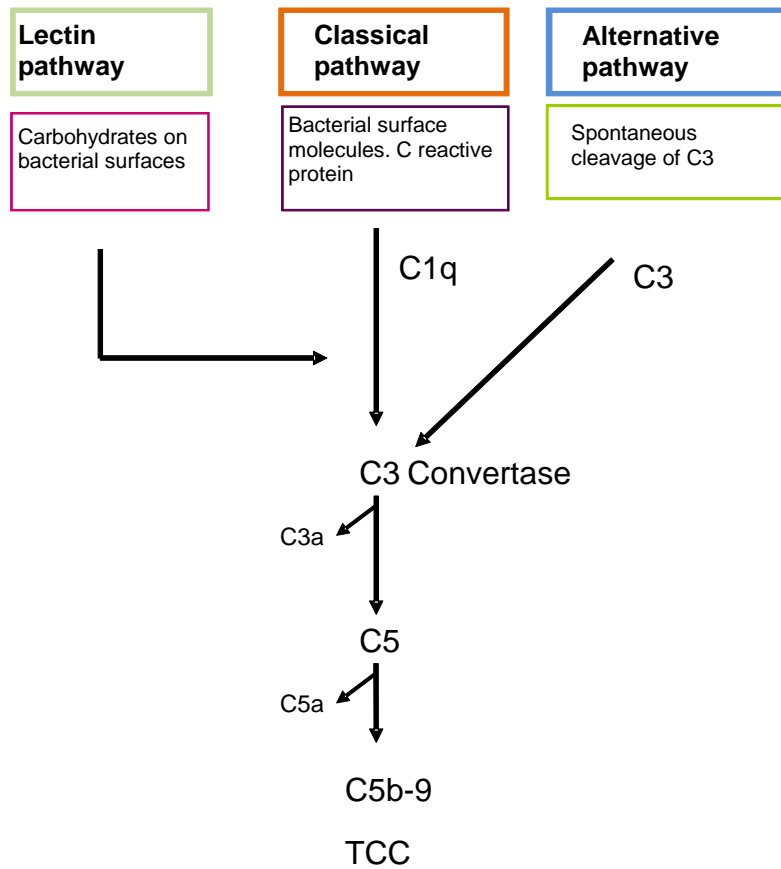 Lectin
pathway
Classical
pathway
Alternative
pathway
Carbohydrates on
bacterial surfaces
Bacterial surface
molecules. C reactive
protein
Spontaneous
cleavage of C3
C1q
C3
C3 Convertase
C3a
C5
C5a
C5b-9
TCC